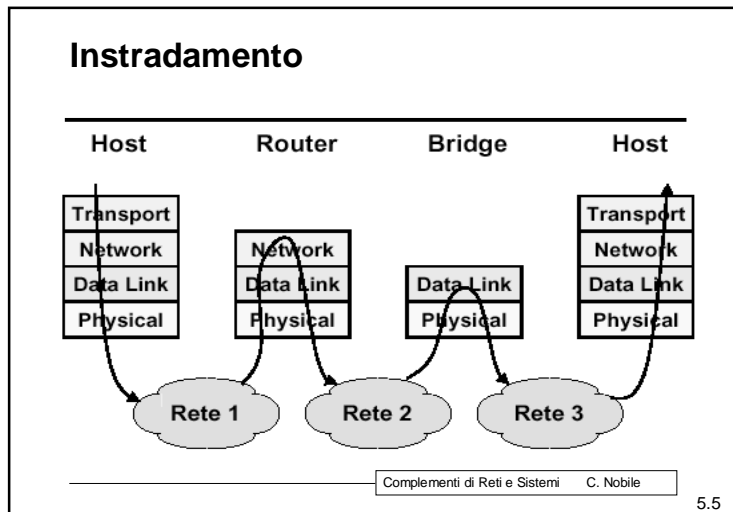 Instradamento
Host Router Bridge Host
Transport Transport
Network Network Network
Data Link Data Link Data Link Data Link
Physical Physical Physical Physical
Rete 1 Rete 2 Rete 3
Complementi di Reti e Sistemi C. Nobile
5.5